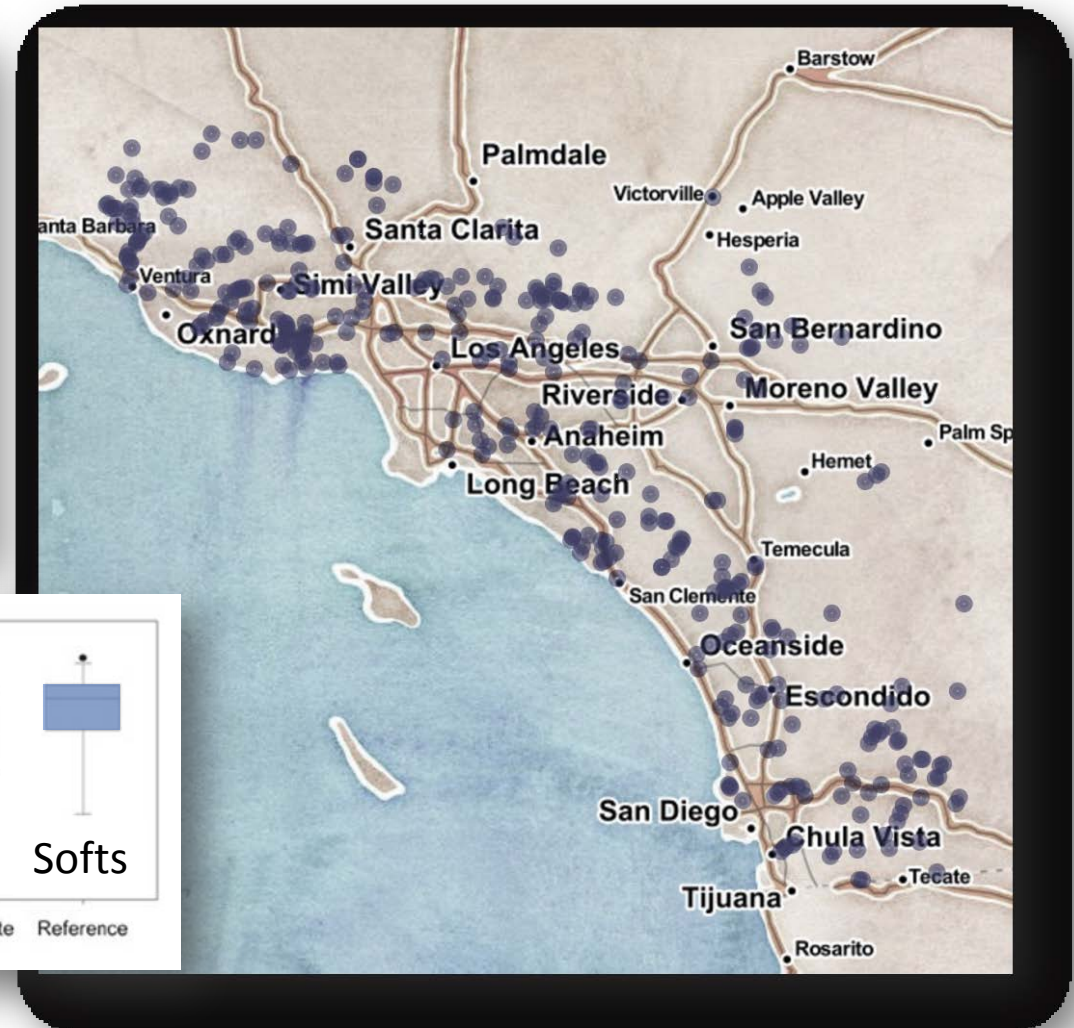 Barstow
Palmdale
Victorville
Apple Valley
anta Barbara
Santa Clarita
Hesperia
Ventura
Simi Valley
Oxnard
San Bernardino
Los Angeles
Riverside
Moreno Valley
Anaheim
Palm Sp
Hemet
Long Beach
Temecula
San Clemente
Oceanside
Escondido
San Diego
Chula Vista
Tecate
Tijuana
Rosarito
Softs
te Reference